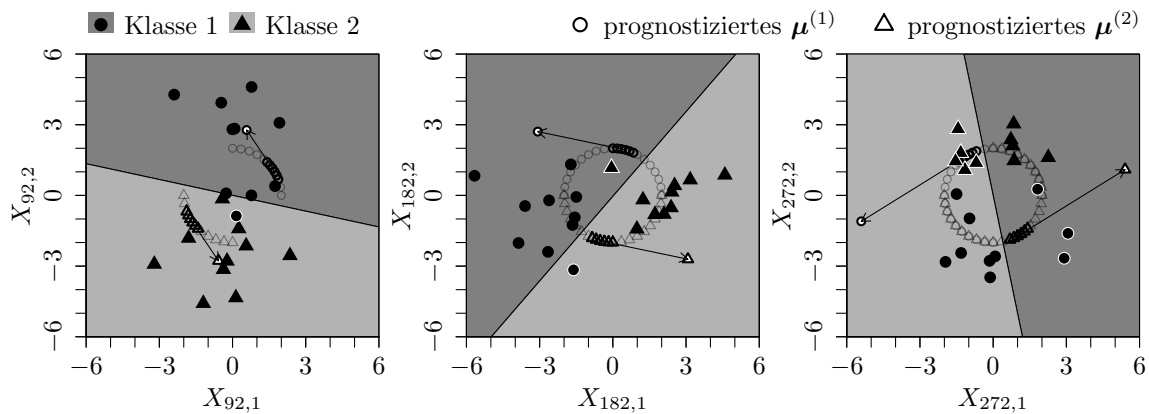 Klasse 1 Klasse 2 prognostiziertes μ(1) prognostiziertes μ(2)
6 3 0 −3 −6
X92,2
−6 −3 0 3 6
X92,1
6 3 0 −3 −6
X182,2
−6 −3 0 3 6
X182,1
6 3 0 −3 −6
X272,2
−6 −3 0 3 6
X272,1